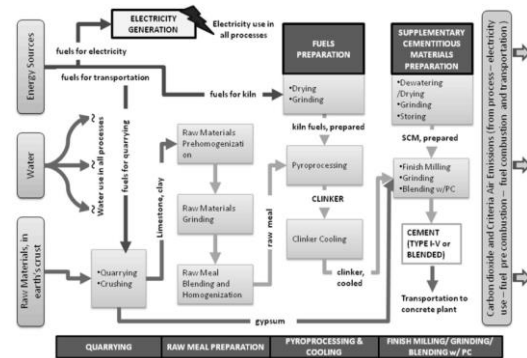 ELECTRICITY
GENERATION
Electricity use in
all processes
fuels for electricity
fuels for transportation
Energy Sources
fuels for kiln
FUELS
PREPARATION
•Drying
•Grinding
SUPPLEMENTARY
CEMENTITIOUS
MATERIALS
PREPARATION
•Dewatering
/Drying
•Grinding
•Storing
kiln fuels, prepared
SCM, prepared
Water
Water use in all processes
fuels for quarrying
Limestone, clay
Raw Materials
Prehomogenizati
on
Raw Materials
Grinding
Raw Meal
Blending and
Homogenization
raw meal
Pyroprocessing
CLINKER
Clinker Cooling
clinker,
cooled
•Finish Milling/
•Grinding/
•Blending w/PC
CEMENT
(TYPE I-V or
BLENDED)
Transportation to
concrete plant
Raw Materials, in
earth's crust
•Quarrying
•Crushing
gypsum
QUARRYING
RAW MEAL PREPARATION
PYROPROCESSING &
COOLING
FINISH MILLING/ GRINDING/
BLENDING w/ PC
Carbon dioxide and Criteria Air Emissions (from process – electricity
use – fuel pre combustion – fuel combustion and transportation)